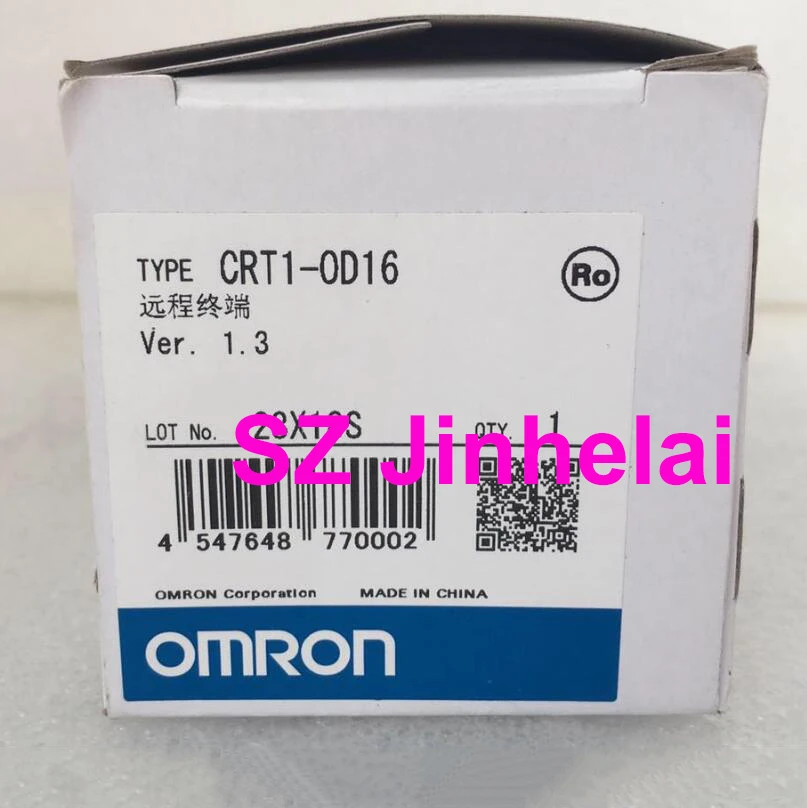 TYPE CRT1-OD16
Ro
远程终端
Ver. 1.3
LOT No.
QTY. 1
SZ Jinhelai
4 547648 770002
OMRON Corporation MADE IN CHINA
OMRON